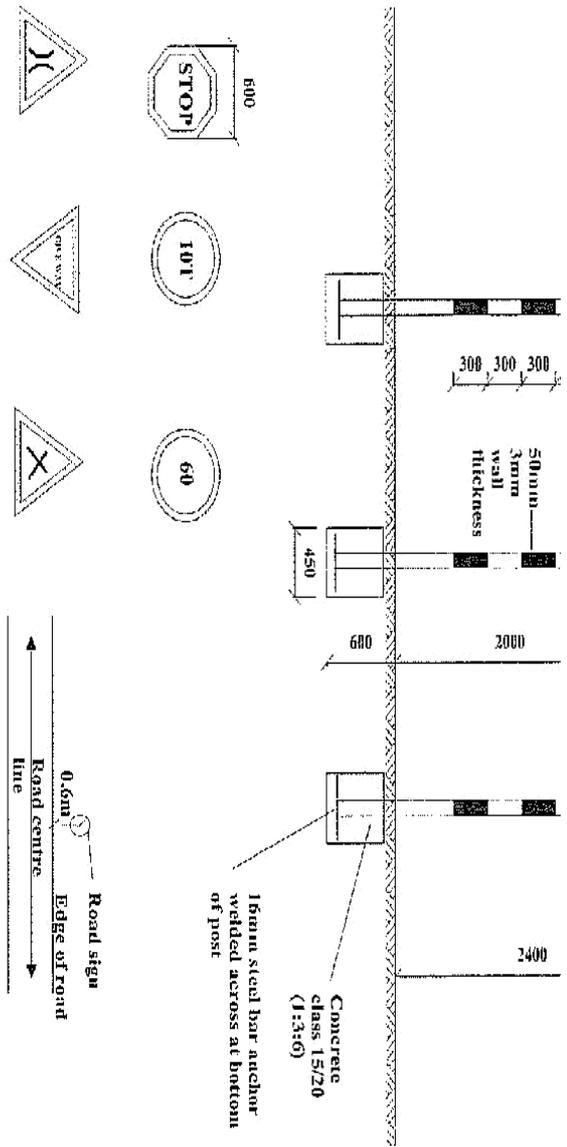 300 300 300
50mm
3mm
wall
thickness
2000
2400
600
450
16mm steel bar anchor
welded across at bottom
of post
Concrete
class 15/20
(1:3:6)
600
STOP
10T
60
GIVE WAY
0.6m
Road sign
Edge of road
Road centre
line